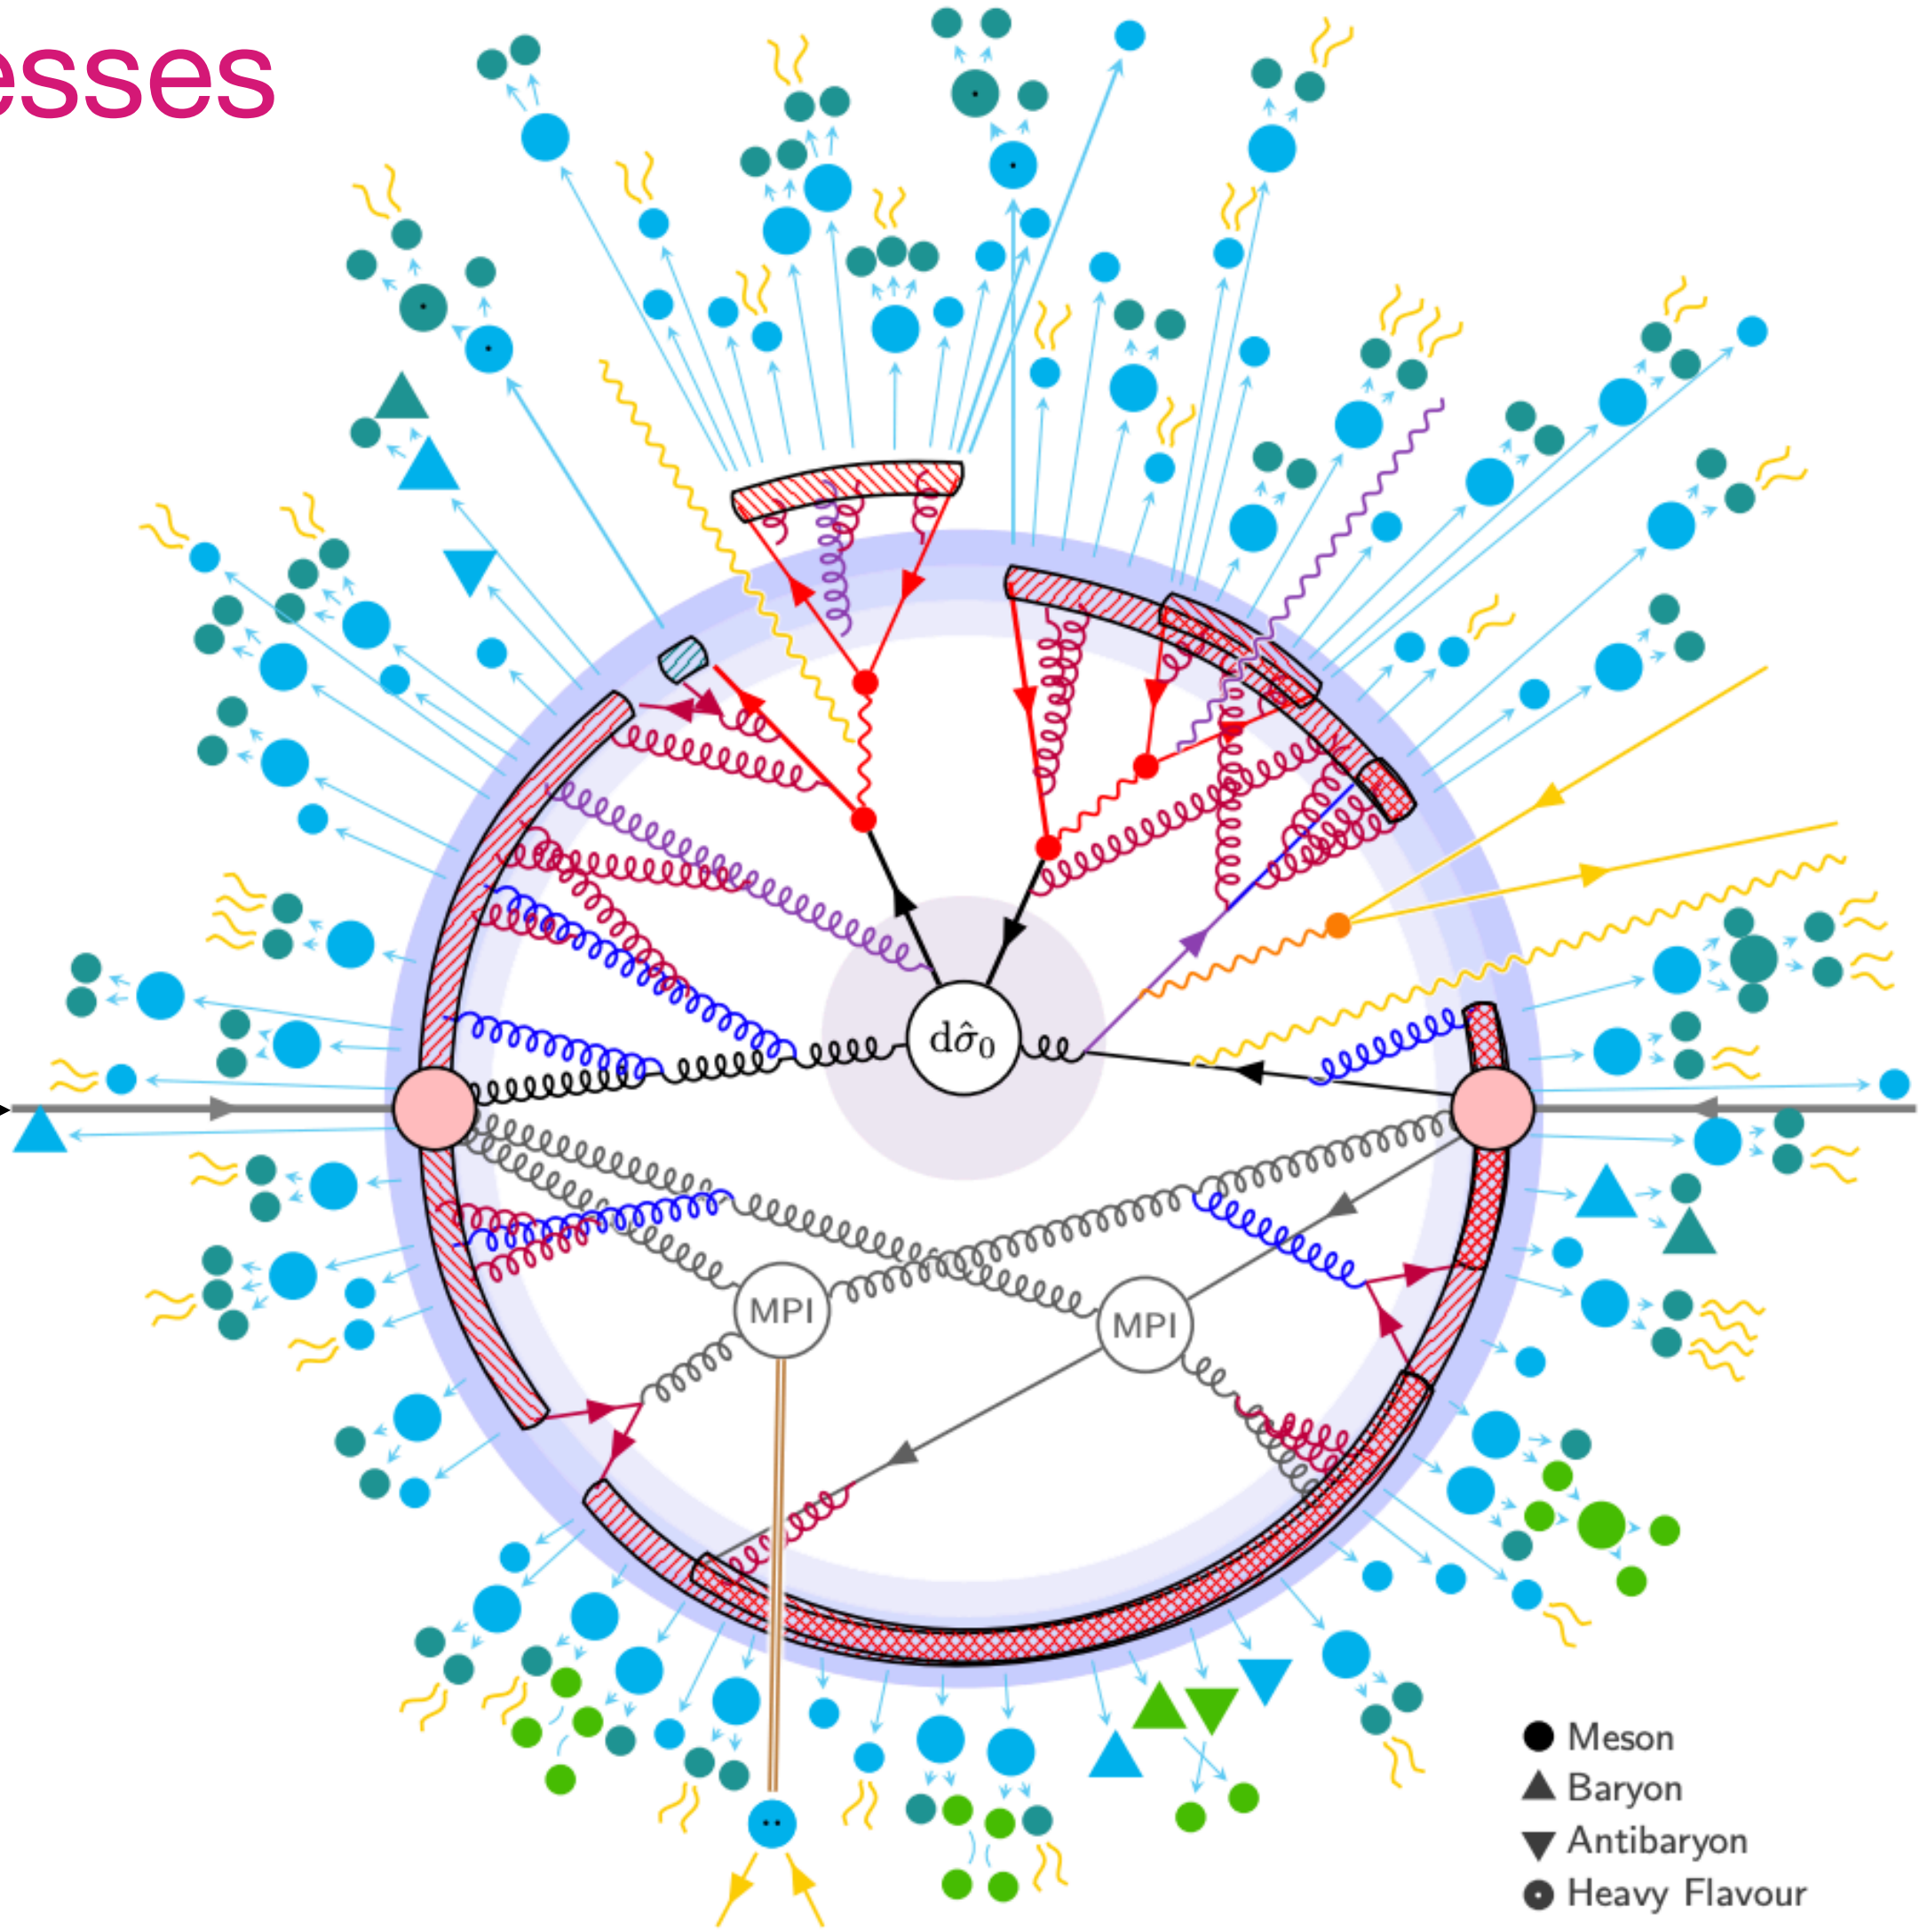 esses
dσ̂₀
MPI
MPI
Meson
Baryon
Antibaryon
Heavy Flavour